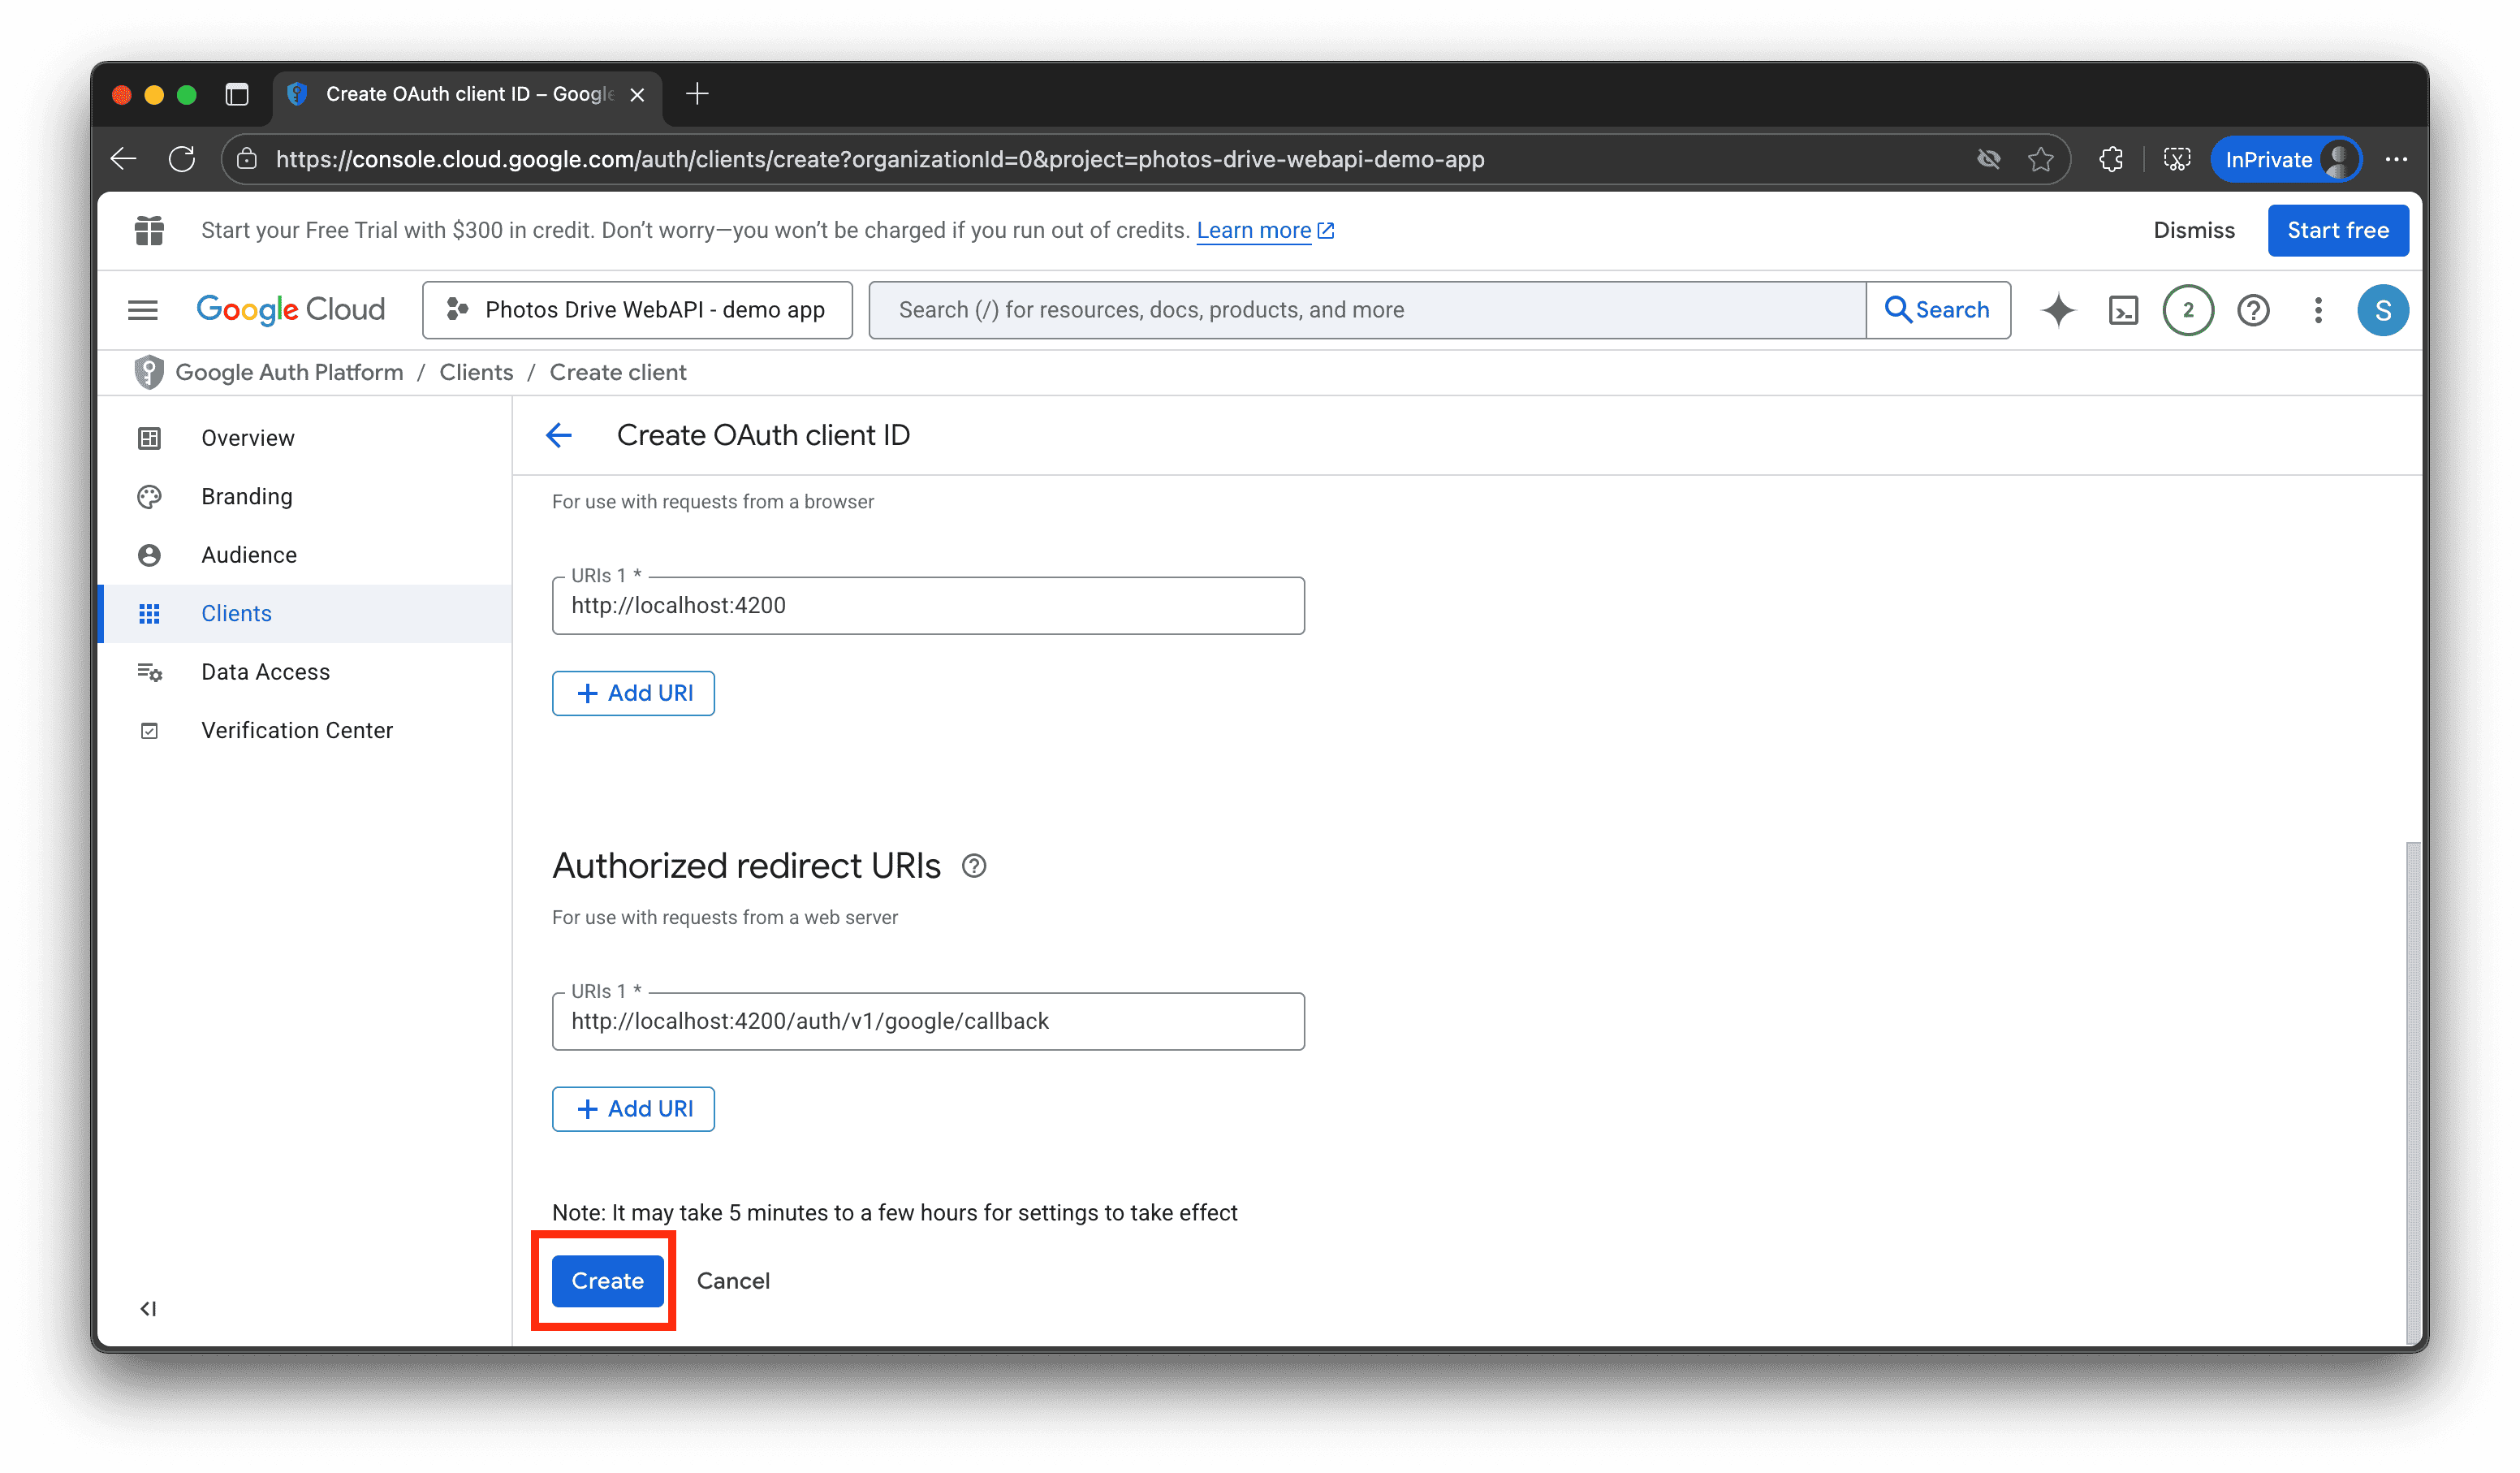 Create OAuth client ID – Google
https://console.cloud.google.com/auth/clients/create?organizationId=0&project=photos-drive-webapi-demo-app
InPrivate
Start your Free Trial with $300 in credit. Don’t worry—you won’t be charged if you run out of credits. Learn more
Dismiss
Start free
Google Cloud
Photos Drive WebAPI - demo app
Search (/) for resources, docs, products, and more
Search
2
S
Google Auth Platform / Clients / Create client
Overview
Branding
Audience
Clients
Data Access
Verification Center
Create OAuth client ID
For use with requests from a browser
URIs 1 *
http://localhost:4200
+ Add URI
Authorized redirect URIs
For use with requests from a web server
URIs 1 *
http://localhost:4200/auth/v1/google/callback
+ Add URI
Note: It may take 5 minutes to a few hours for settings to take effect
Create
Cancel